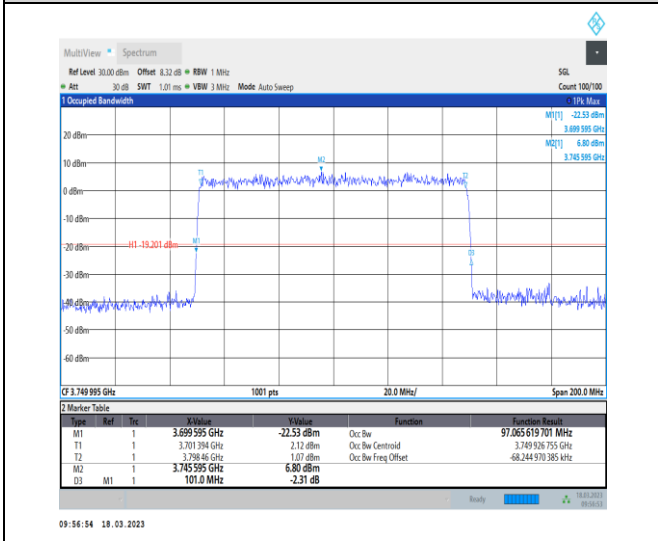 MultiView Spectrum
Ref Level 30.00 dBm Offset 8.32 dB RBW 1 MHz SGL
Att 30 dB SWT 1.01 ms VBW 3 MHz Mode Auto Sweep Count 100/100
1 Occupied Bandwidth 1Pk Max
M1[1] -22.53 dBm
3.699 595 GHz
M2[1] 6.80 dBm
3.745 595 GHz
20 dBm
M2
T1
10 dBm
0 dBm
-10 dBm
M1
H1 -19.201 dBm
-20 dBm
D3
-30 dBm
-40 dBm
-50 dBm
-60 dBm
CF 3.749 995 GHz 1001 pts 20.0 MHz/ Span 200.0 MHz
2 Marker Table
Type Ref Trc X-Value Y-Value Function Function Result
M1 1 3.699 595 GHz -22.53 dBm Occ Bw 97.065 619 701 MHz
T1 1 3.701 394 GHz 2.12 dBm Occ Bw Centroid 3.749 926 755 GHz
T2 1 3.798 46 GHz 1.07 dBm Occ Bw Freq Offset -68.244 970 385 kHz
M2 1 3.745 595 GHz 6.80 dBm
D3 M1 1 101.0 MHz -2.31 dB
Ready 18.03.2023
09:56:53
09:56:54 18.03.2023